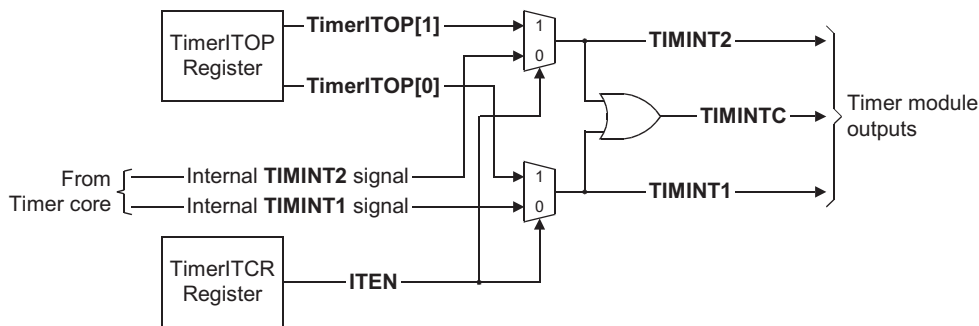 TimerITOP
Register
TimerITOP[1]
1
0
TIMINT2
TimerITOP[0]
TIMINTC
Timer module
outputs
From
Timer core
Internal TIMINT2 signal
Internal TIMINT1 signal
1
0
TIMINT1
TimerITCR
Register
ITEN